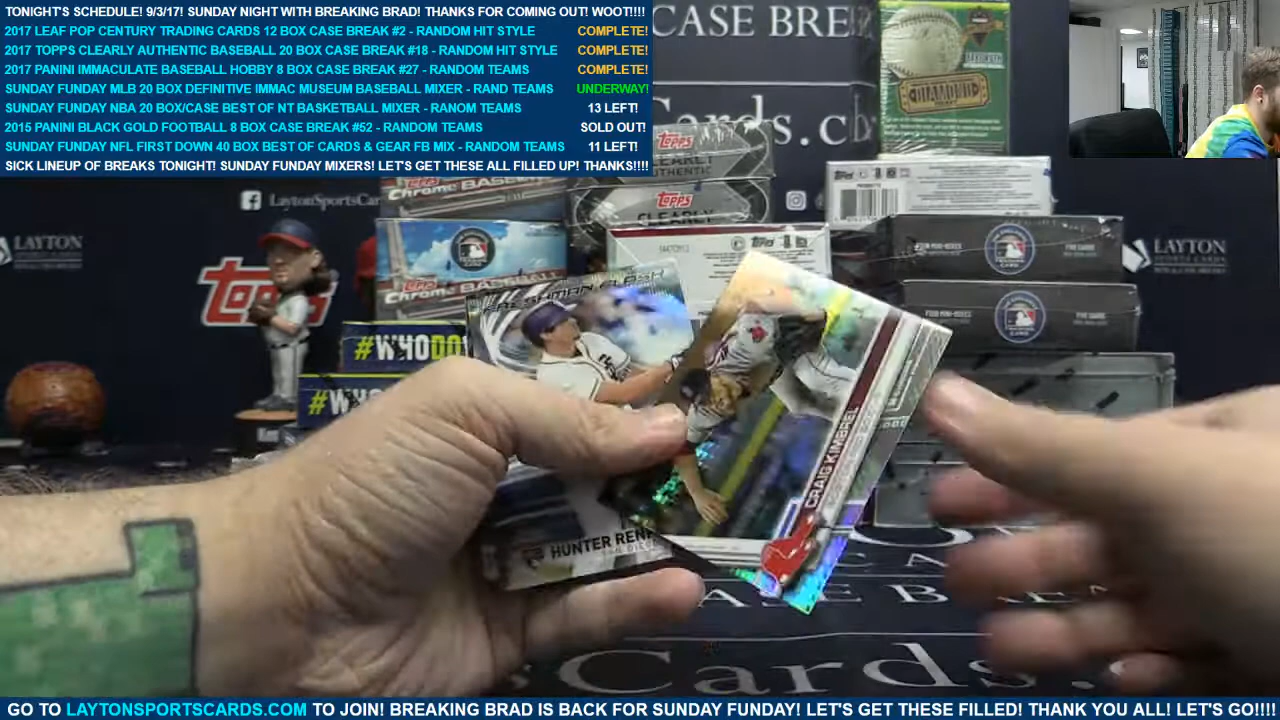 TONIGHT'S SCHEDULE! 9/3/17! SUNDAY NIGHT WITH BREAKING BRAD! THANKS FOR COMING OUT! WOOT!!!!
2017 LEAF POP CENTURY TRADING CARDS 12 BOX CASE BREAK #2 - RANDOM HIT STYLE COMPLETE!
2017 TOPPS CLEARLY AUTHENTIC BASEBALL 20 BOX CASE BREAK #18 - RANDOM HIT STYLE COMPLETE!
2017 PANINI IMMACULATE BASEBALL HOBBY 8 BOX CASE BREAK #27 - RANDOM TEAMS COMPLETE!
SUNDAY FUNDAY MLB 20 BOX DEFINITIVE IMMAC MUSEUM BASEBALL MIXER - RAND TEAMS UNDERWAY!
SUNDAY FUNDAY NBA 20 BOX/CASE BEST OF NT BASKETBALL MIXER - RANOM TEAMS 13 LEFT!
2015 PANINI BLACK GOLD FOOTBALL 8 BOX CASE BREAK #52 - RANDOM TEAMS SOLD OUT!
SUNDAY FUNDAY NFL FIRST DOWN 40 BOX BEST OF CARDS & GEAR FB MIX - RANDOM TEAMS 11 LEFT!
SICK LINEUP OF BREAKS TONIGHT! SUNDAY FUNDAY MIXERS! LET'S GET THESE ALL FILLED UP! THANKS!!!!
CASE BRE
Cards.c
DIAMOND
Topps
CLEARLY
AUTHENTIC
Topps
CLEARLY
Chrome BASEBALL
LaytonSportsCar
LAYTON
Topps
Topps
LAYTON
Topps
Chrome BASEBALL
Topps
#WHODO
#WH
FRESHMAN FLASH
HUNTER RENF
SAN DIE
CRAIG KIMBREL
Cards.
GO TO LAYTONSPORTSCARDS.COM TO JOIN! BREAKING BRAD IS BACK FOR SUNDAY FUNDAY! LET'S GET THESE FILLED! THANK YOU ALL! LET'S GO!!!!